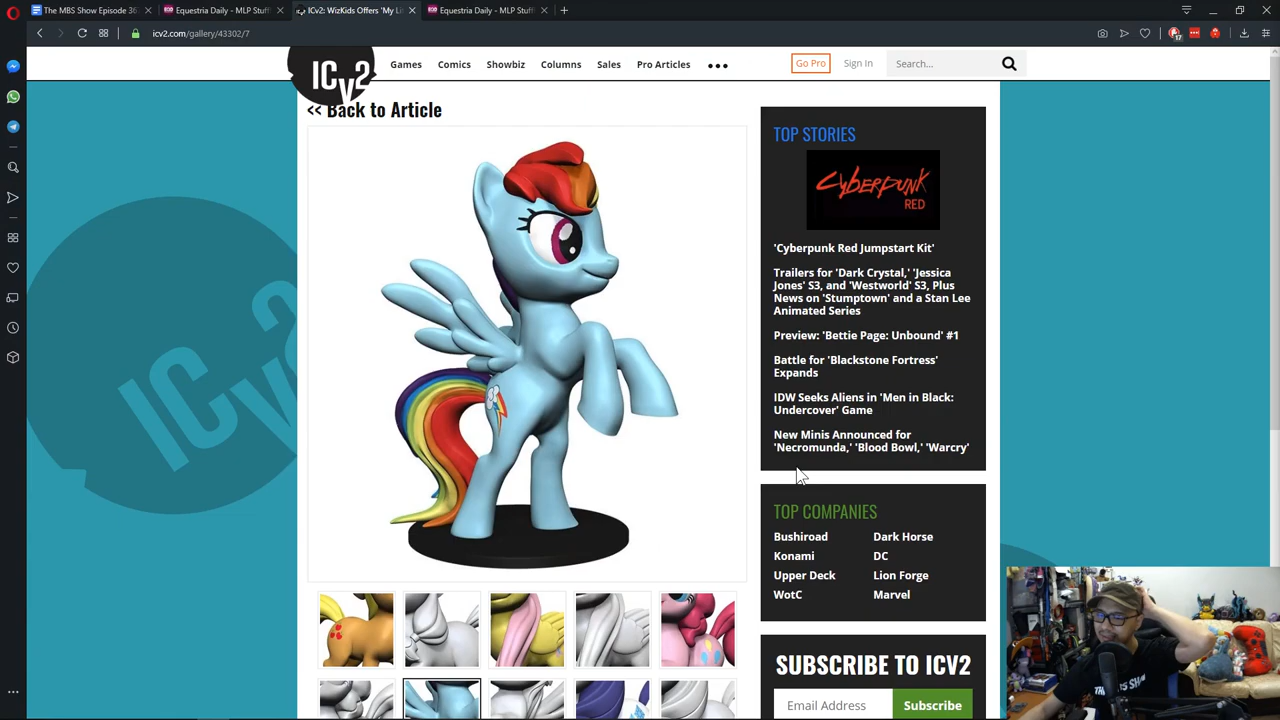 The MBS Show Episode 36
Equestria Daily - MLP Stuff
ICv2: WizKids Offers 'My Li
Equestria Daily - MLP Stuff
icv2.com/gallery/43302/7
17
ICv2
Games
Comics
Showbiz
Columns
Sales
Pro Articles
Go Pro
Sign In
Search...
<< Back to Article
TOP STORIES
Cyberpunk
RED
'Cyberpunk Red Jumpstart Kit'
Trailers for 'Dark Crystal,' 'Jessica
Jones' S3, and 'Westworld' S3, Plus
News on 'Stumptown' and a Stan Lee
Animated Series
Preview: 'Bettie Page: Unbound' #1
Battle for 'Blackstone Fortress'
Expands
IDW Seeks Aliens in 'Men in Black:
Undercover' Game
New Minis Announced for
'Necromunda,' 'Blood Bowl,' 'Warcry'
ICv2
TOP COMPANIES
Bushiroad
Dark Horse
Konami
DC
Upper Deck
Lion Forge
WotC
Marvel
SUBSCRIBE TO ICV2
Email Address
Subscribe